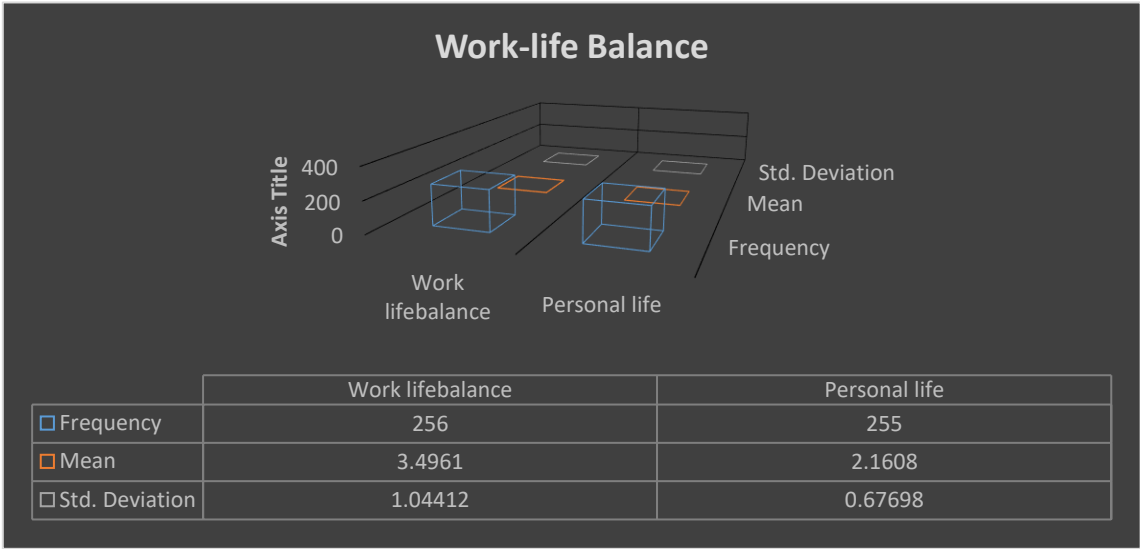 Work-life Balance
Axis Title
400
200
0
Std. Deviation
Mean
Frequency
Work
lifebalance
Personal life
Work lifebalance Personal life
Frequency 256 255
Mean 3.4961 2.1608
Std. Deviation 1.04412 0.67698